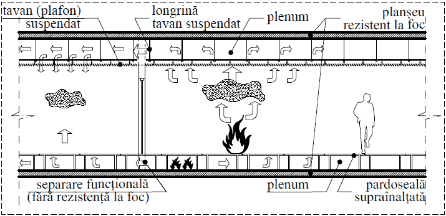 tavan (plafon)
suspendat
longrină
tavan suspendat
plenum
planșeu
rezistent la foc
separare funcțională
(fără rezistență la foc)
plenum
pardoseală
supraînălțată